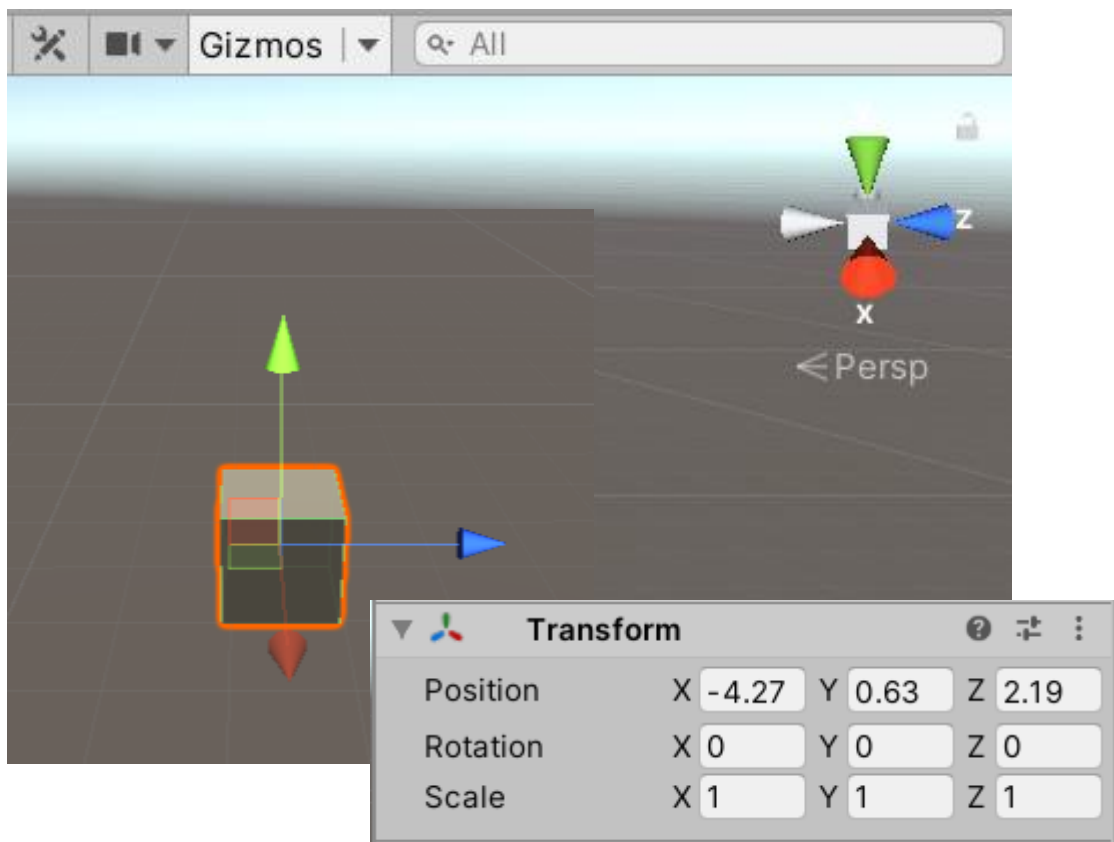 Gizmos
All
Z
X
Persp
Transform
Position X -4.27 Y 0.63 Z 2.19
Rotation X 0 Y 0 Z 0
Scale X 1 Y 1 Z 1